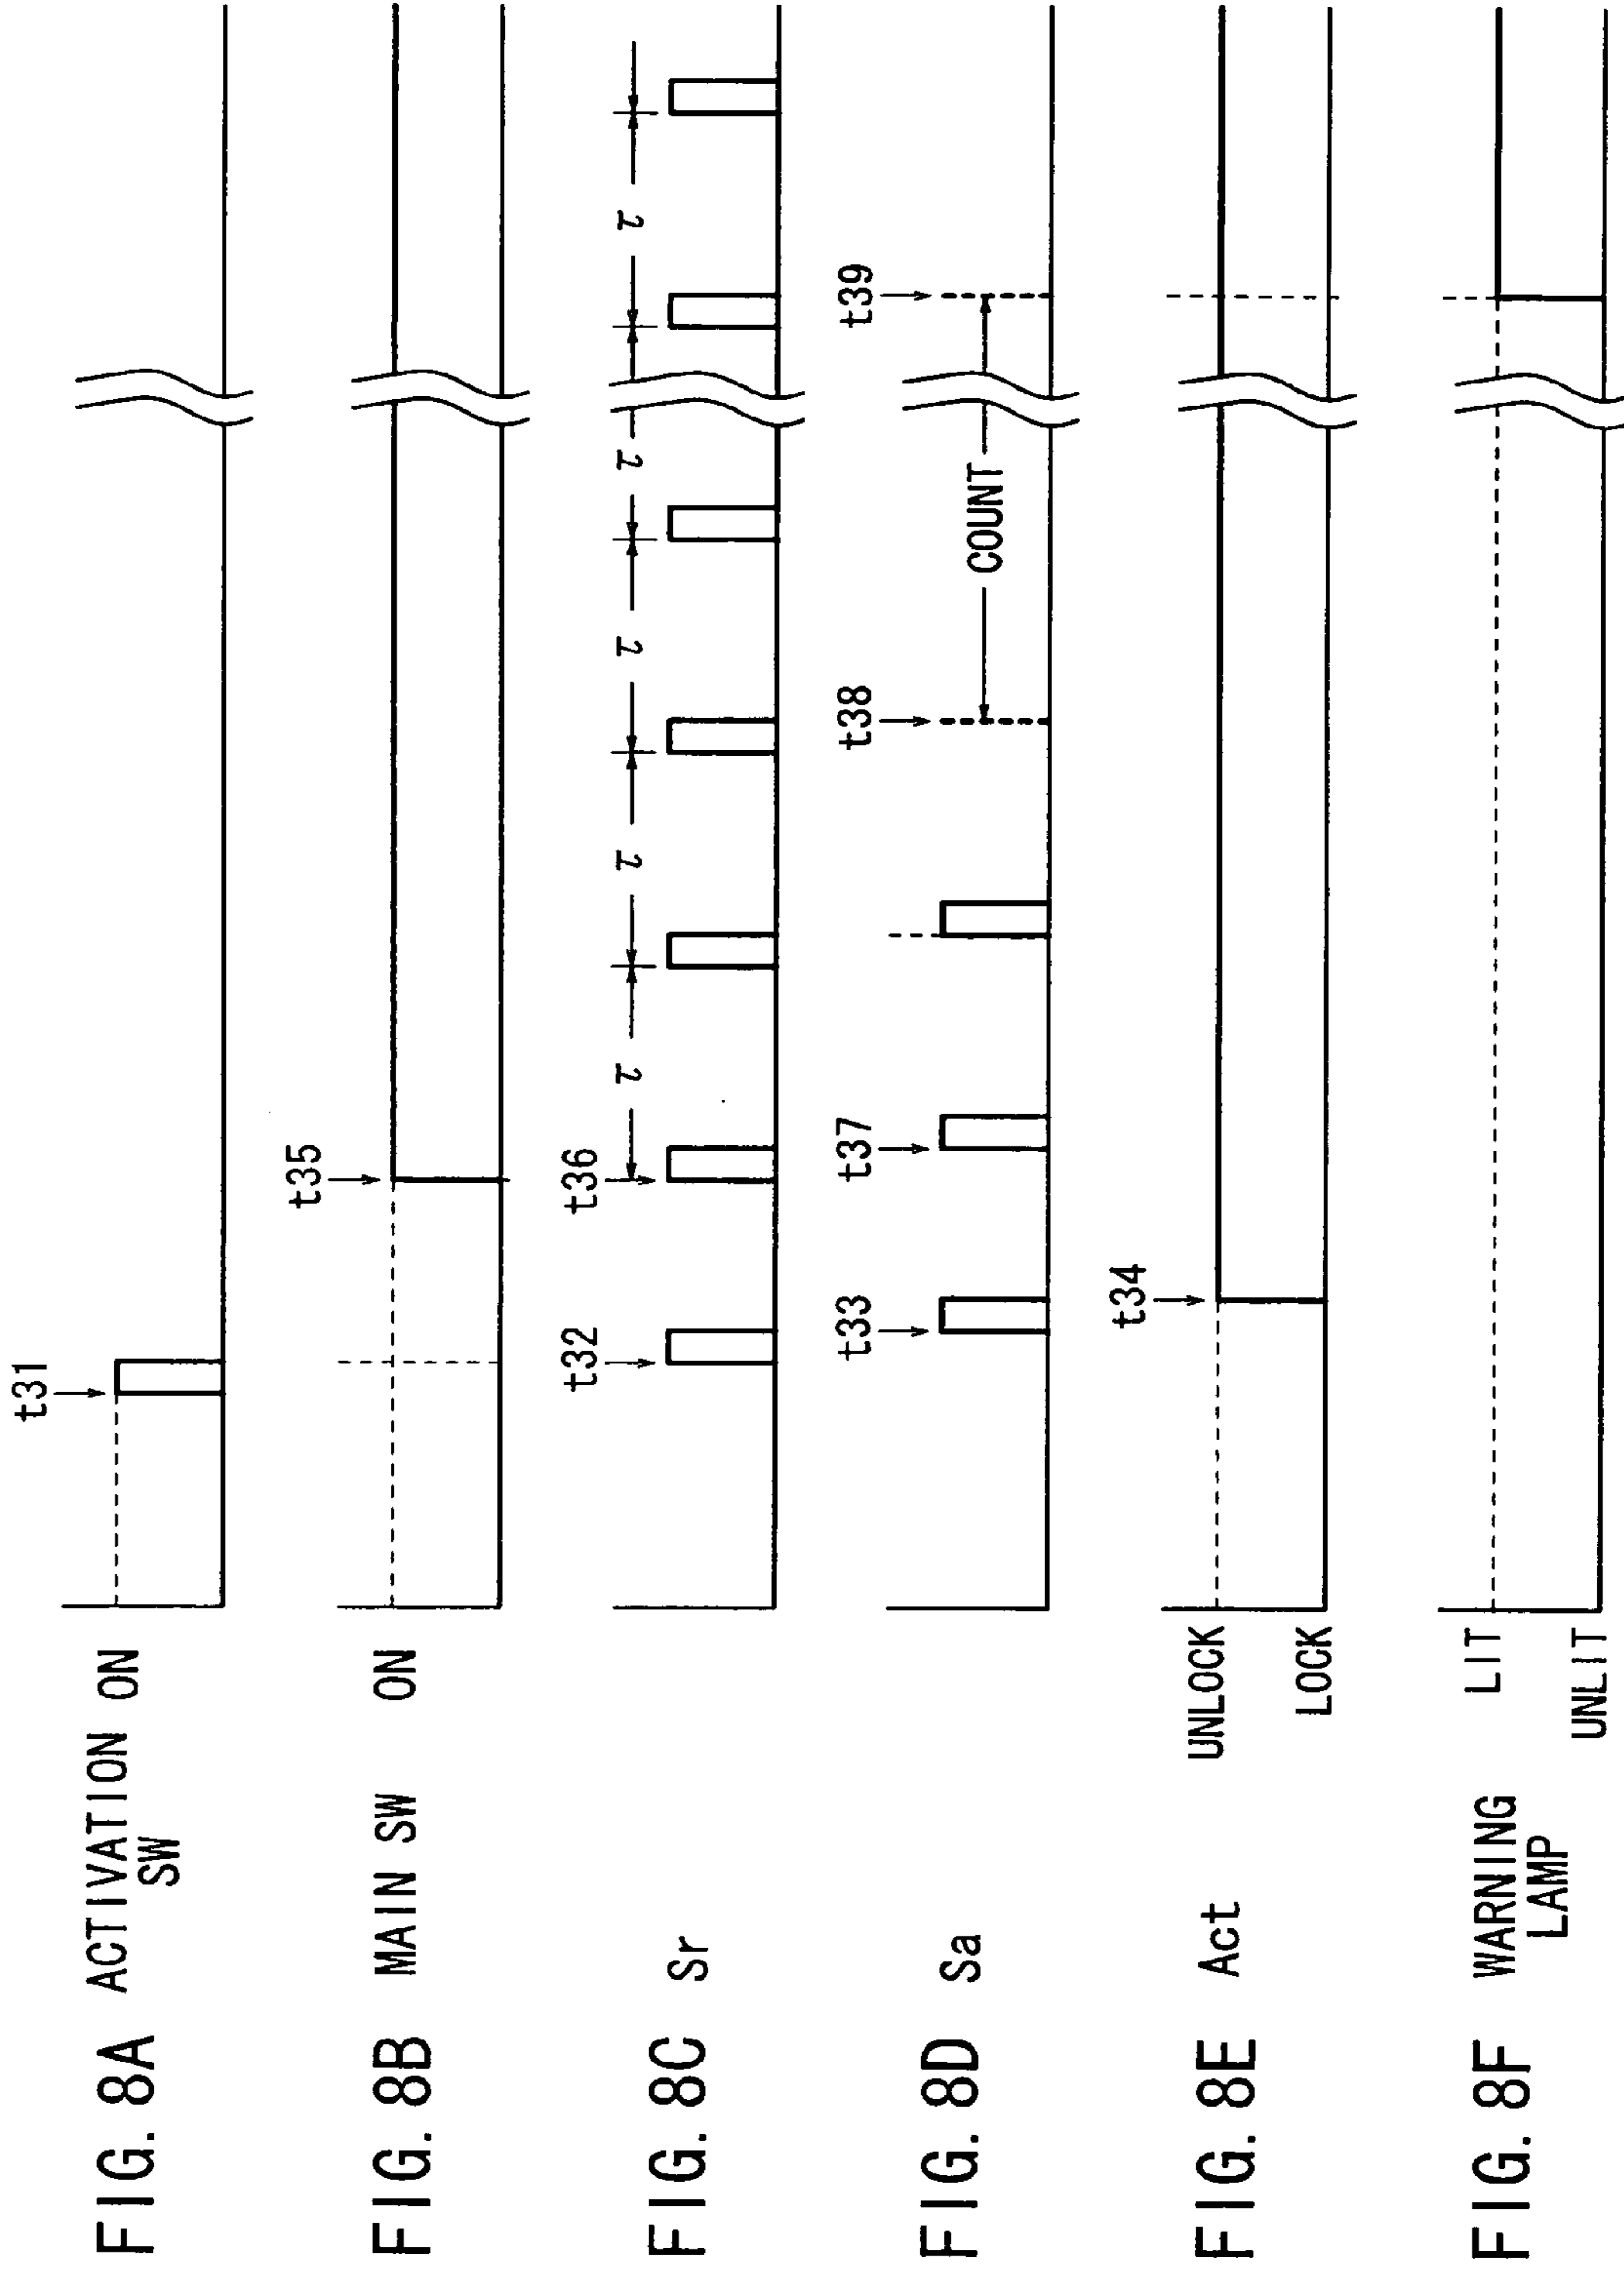 FIG. 8A ACTIVATION ON
SW
t31
FIG. 8B MAIN SW ON
t35
FIG. 8C Sr
t32
t36
τ τ τ τ τ τ
FIG. 8D Sa
t33
t37
t38
COUNT
t39
FIG. 8E Act
UNLOCK
LOCK
t34
FIG. 8F WARNING
LAMP
LIT
UNLIT